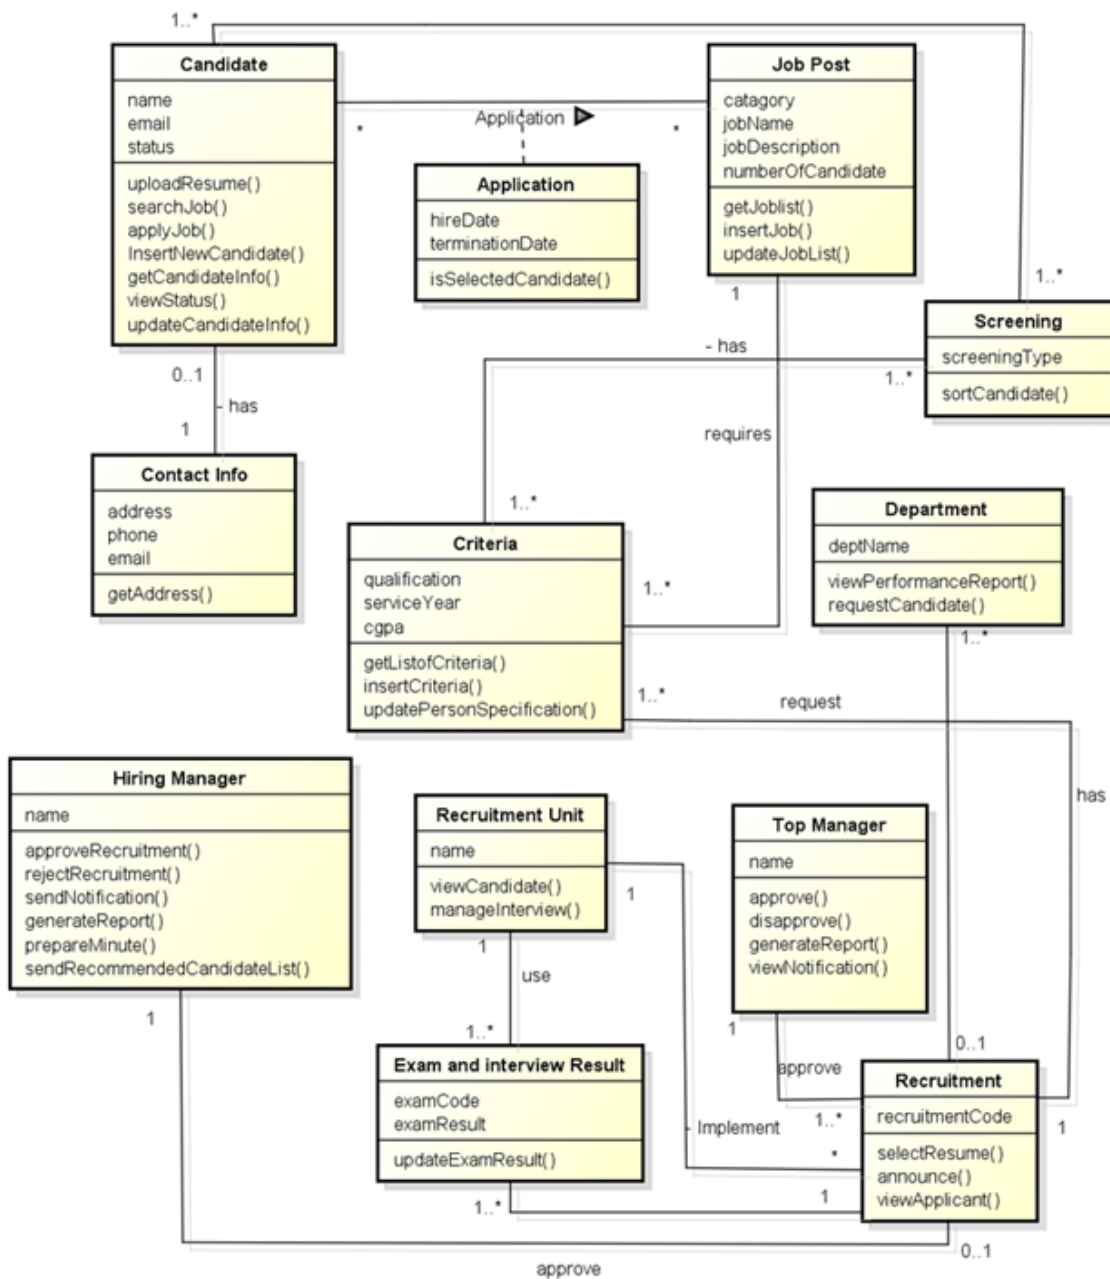 1..*
Candidate
name
email
status
uploadResume()
searchJob()
applyJob()
InsertNewCandidate()
getCandidateInfo()
viewStatus()
updateCandidateInfo()
Application
*
*
Application
hireDate
terminationDate
isSelectedCandidate()
Job Post
catagory
jobName
jobDescription
numberOfCandidate
getJoblist()
insertJob()
updateJobList()
1
1..*
Screening
screeningType
sortCandidate()
- has
1..*
0..1
- has
1
Contact Info
address
phone
email
getAddress()
requires
1..*
Criteria
qualification
serviceYear
cgpa
getListofCriteria()
insertCriteria()
updatePersonSpecification()
1..*
1..*
Department
deptName
viewPerformanceReport()
requestCandidate()
1..*
request
has
Hiring Manager
name
approveRecruitment()
rejectRecruitment()
sendNotification()
generateReport()
prepareMinute()
sendRecommendedCandidateList()
1
Recruitment Unit
name
viewCandidate()
manageInterview()
1
1
use
1..*
Top Manager
name
approve()
disapprove()
generateReport()
viewNotification()
1
approve
1..*
0..1
Exam and interview Result
examCode
examResult
updateExamResult()
1..*
- Implement
*
1
Recruitment
recruitmentCode
selectResume()
announce()
viewApplicant()
1
0..1
approve